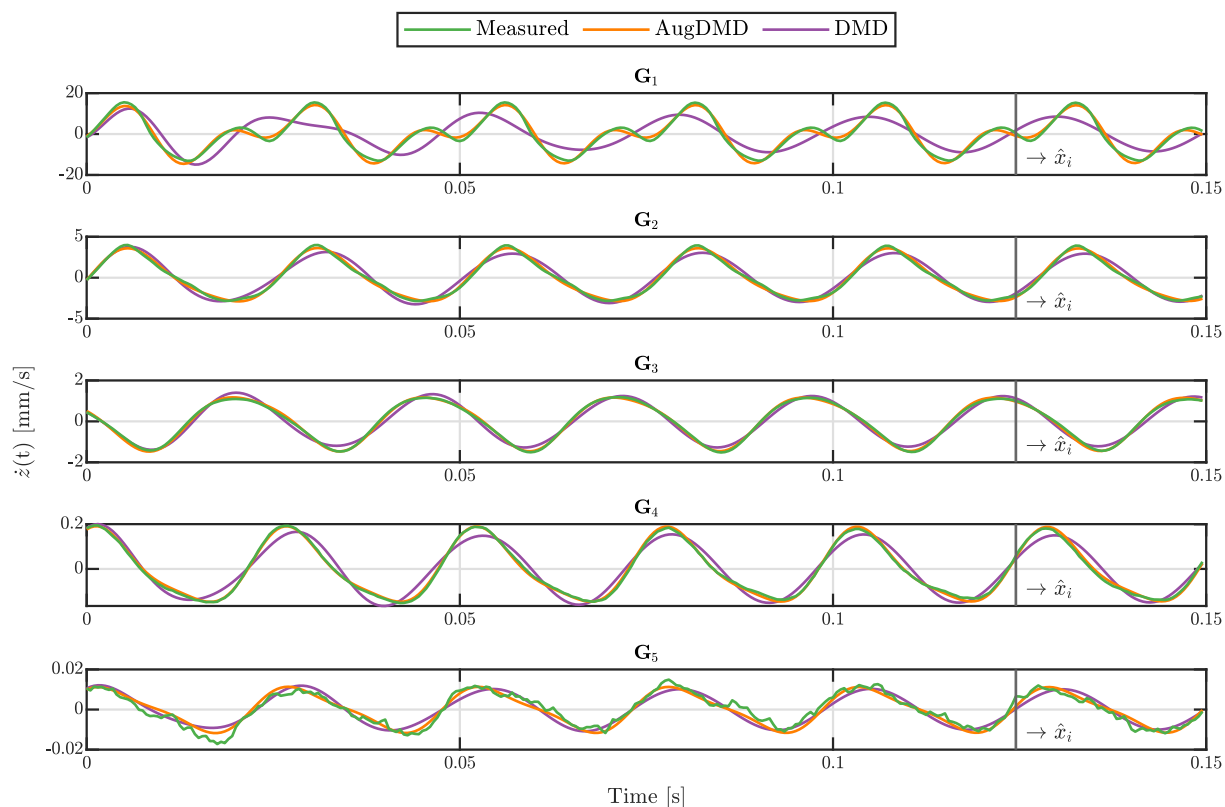 Measured AugDMD DMD
G₁
20
0
-20
→ x̂ᵢ
0 0.05 0.1 0.15
G₂
5
0
-5
→ x̂ᵢ
0 0.05 0.1 0.15
G₃
2
0
-2
→ x̂ᵢ
0 0.05 0.1 0.15
ż(t) [mm/s]
G₄
0.2
0
→ x̂ᵢ
0 0.05 0.1 0.15
G₅
0.02
0
-0.02
→ x̂ᵢ
0 0.05 0.1 0.15
Time [s]